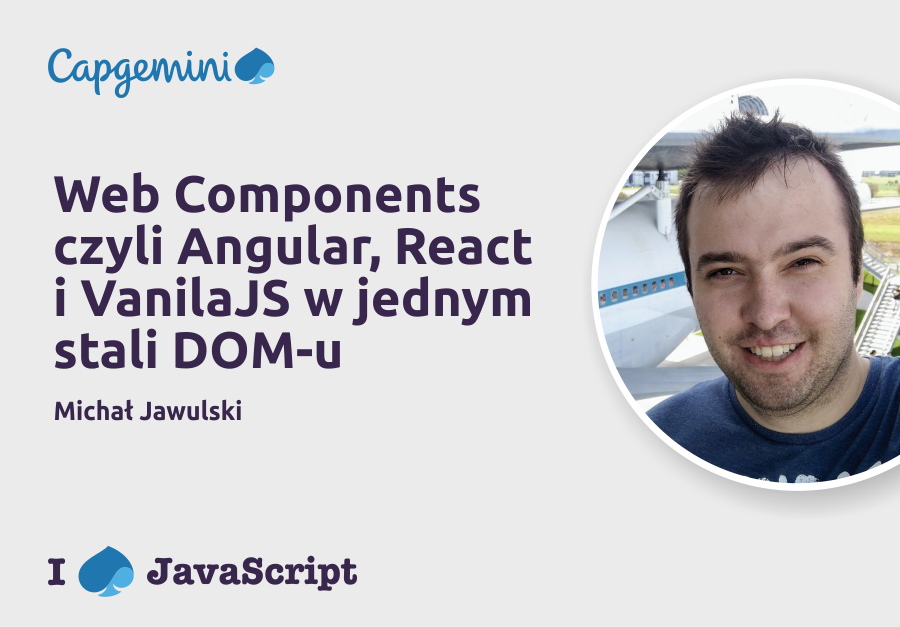 Capgemini
Web Components
czyli Angular, React
i VanilaJS w jednym
stali DOM-u
Michał Jawulski
I JavaScript